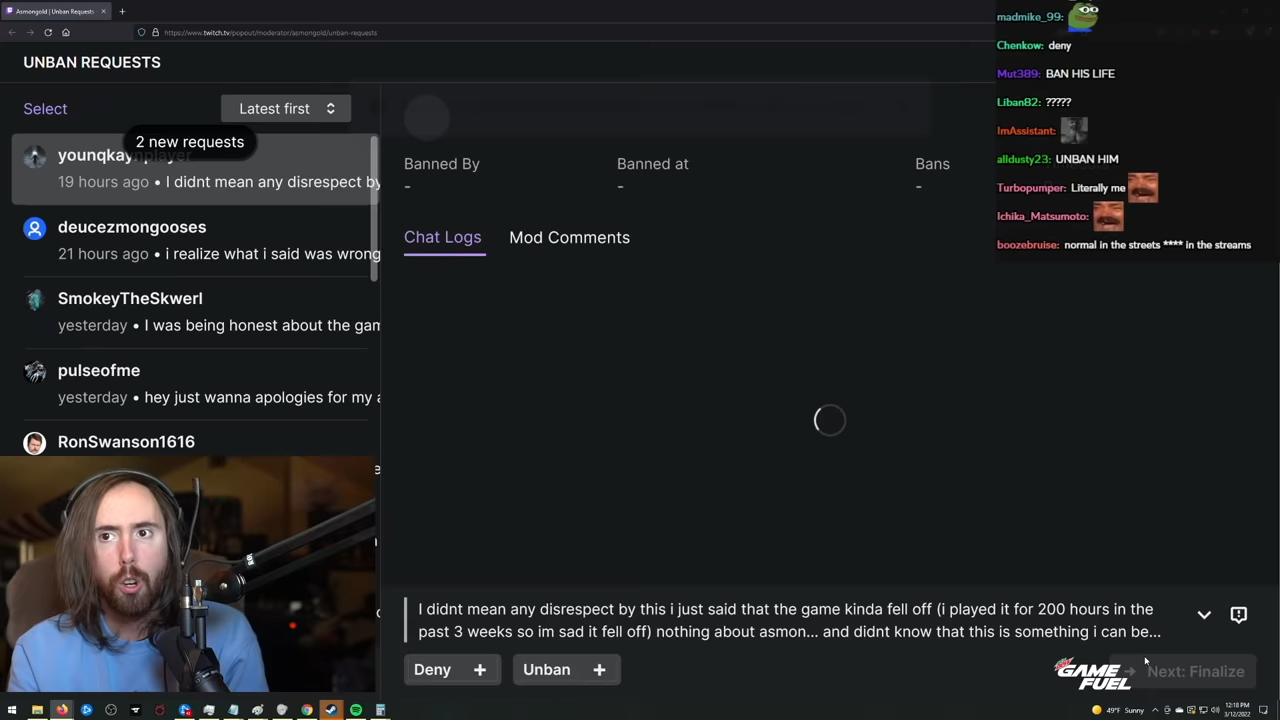 Asmongold | Unban Requests
https://www.twitch.tv/popout/moderator/asmongold/unban-requests
UNBAN REQUESTS
Select
Latest first
2 new requests
19 hours ago • I didnt mean any disrespect by
deucezmongooses
21 hours ago • i realize what i said was wrong
SmokeyTheSkwerl
yesterday • I was being honest about the gam
pulseofme
yesterday • hey just wanna apologies for my a
RonSwanson1616
Banned By
-
Banned at
-
Bans
-
Chat Logs
Mod Comments
madmike_99:
Chenkow: deny
Mut389: BAN HIS LIFE
Liban82: ?????
ImAssistant:
alldusty23: UNBAN HIM
Turbopumper: Literally me
Ichika_Matsumoto:
boozebruise: normal in the streets **** in the streams
I didnt mean any disrespect by this i just said that the game kinda fell off (i played it for 200 hours in the
past 3 weeks so im sad it fell off) nothing about asmon... and didnt know that this is something i can be...
Deny +
Unban +
GAME
FUEL
Next: Finalize
49°F Sunny
12:18 PM
3/12/2022